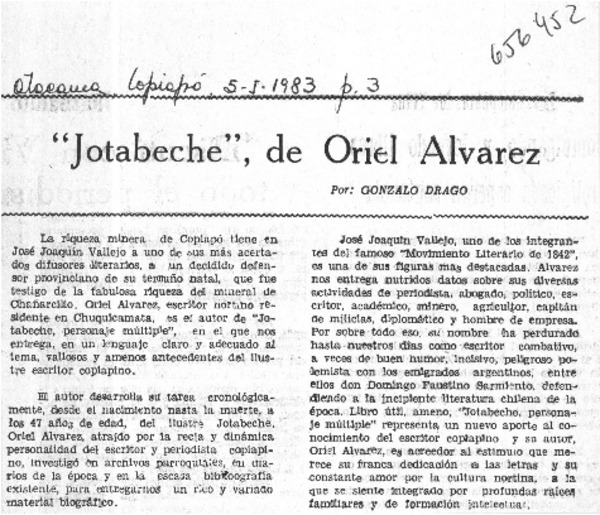 656452
Atacama Copiapó, 5-I-1983 p. 3
“Jotabeche”, de Oriel Alvarez
Por: GONZALO DRAGO
La riqueza minera de Copiapó tiene en
José Joaquín Vallejo a uno de sus más acerta-
dos difusores literarios, a un decidido defen-
sor provinciano de su terruño natal, que fue
testigo de la fabulosa riqueza del mineral de
Chañarcillo, Oriel Alvarez, escritor nortino re-
sidente en Chuquicamata, es el autor de “Jo-
tabeche, personaje múltiple”, en el que nos
entrega, en un lenguaje claro y adecuado al
tema, valiosos y amenos antecedentes del ilus-
tre escritor copiapino.
El autor desarrolla su tarea cronológica-
mente, desde el nacimiento hasta la muerte, a
los 47 años de edad, del ilustre Jotabeche.
Oriel Alvarez, atraído por la recia y dinámica
personalidad del escritor y periodista copiapi-
no, investigó en archivos parroquiales, en dia-
rios de la época y en la escasa bibliografía
existente, para entregarnos un rico y variado
material biográfico.
José Joaquín Vallejo, uno de los integran-
tes del famoso “Movimiento Literario de 1842”,
es una de sus figuras más destacadas. Alvarez
nos entrega nutridos datos sobre sus diversas
actividades de periodista, abogado, político, es-
critor, académico, minero, agricultor, capitán
de milicias, diplomático y hombre de empresa.
Por sobre todo eso, su nombre ha perdurado
hasta nuestros días como escritor combativo,
a veces de buen humor, incisivo, peligroso po-
lemista con los emigrados argentinos, entre
ellos don Domingo Faustino Sarmiento, defen-
diendo a la incipiente literatura chilena de la
época. Libro útil, ameno, “Jotabeche, persona-
je múltiple” representa un nuevo aporte al co-
nocimiento del escritor copiapino y su autor,
Oriel Alvarez, es acreedor al estímulo que me-
rece su franca dedicación a las letras y su
constante amor por la cultura nortina, a la
que se siente integrado por profundas raíces
familiares y de formación intelectual.